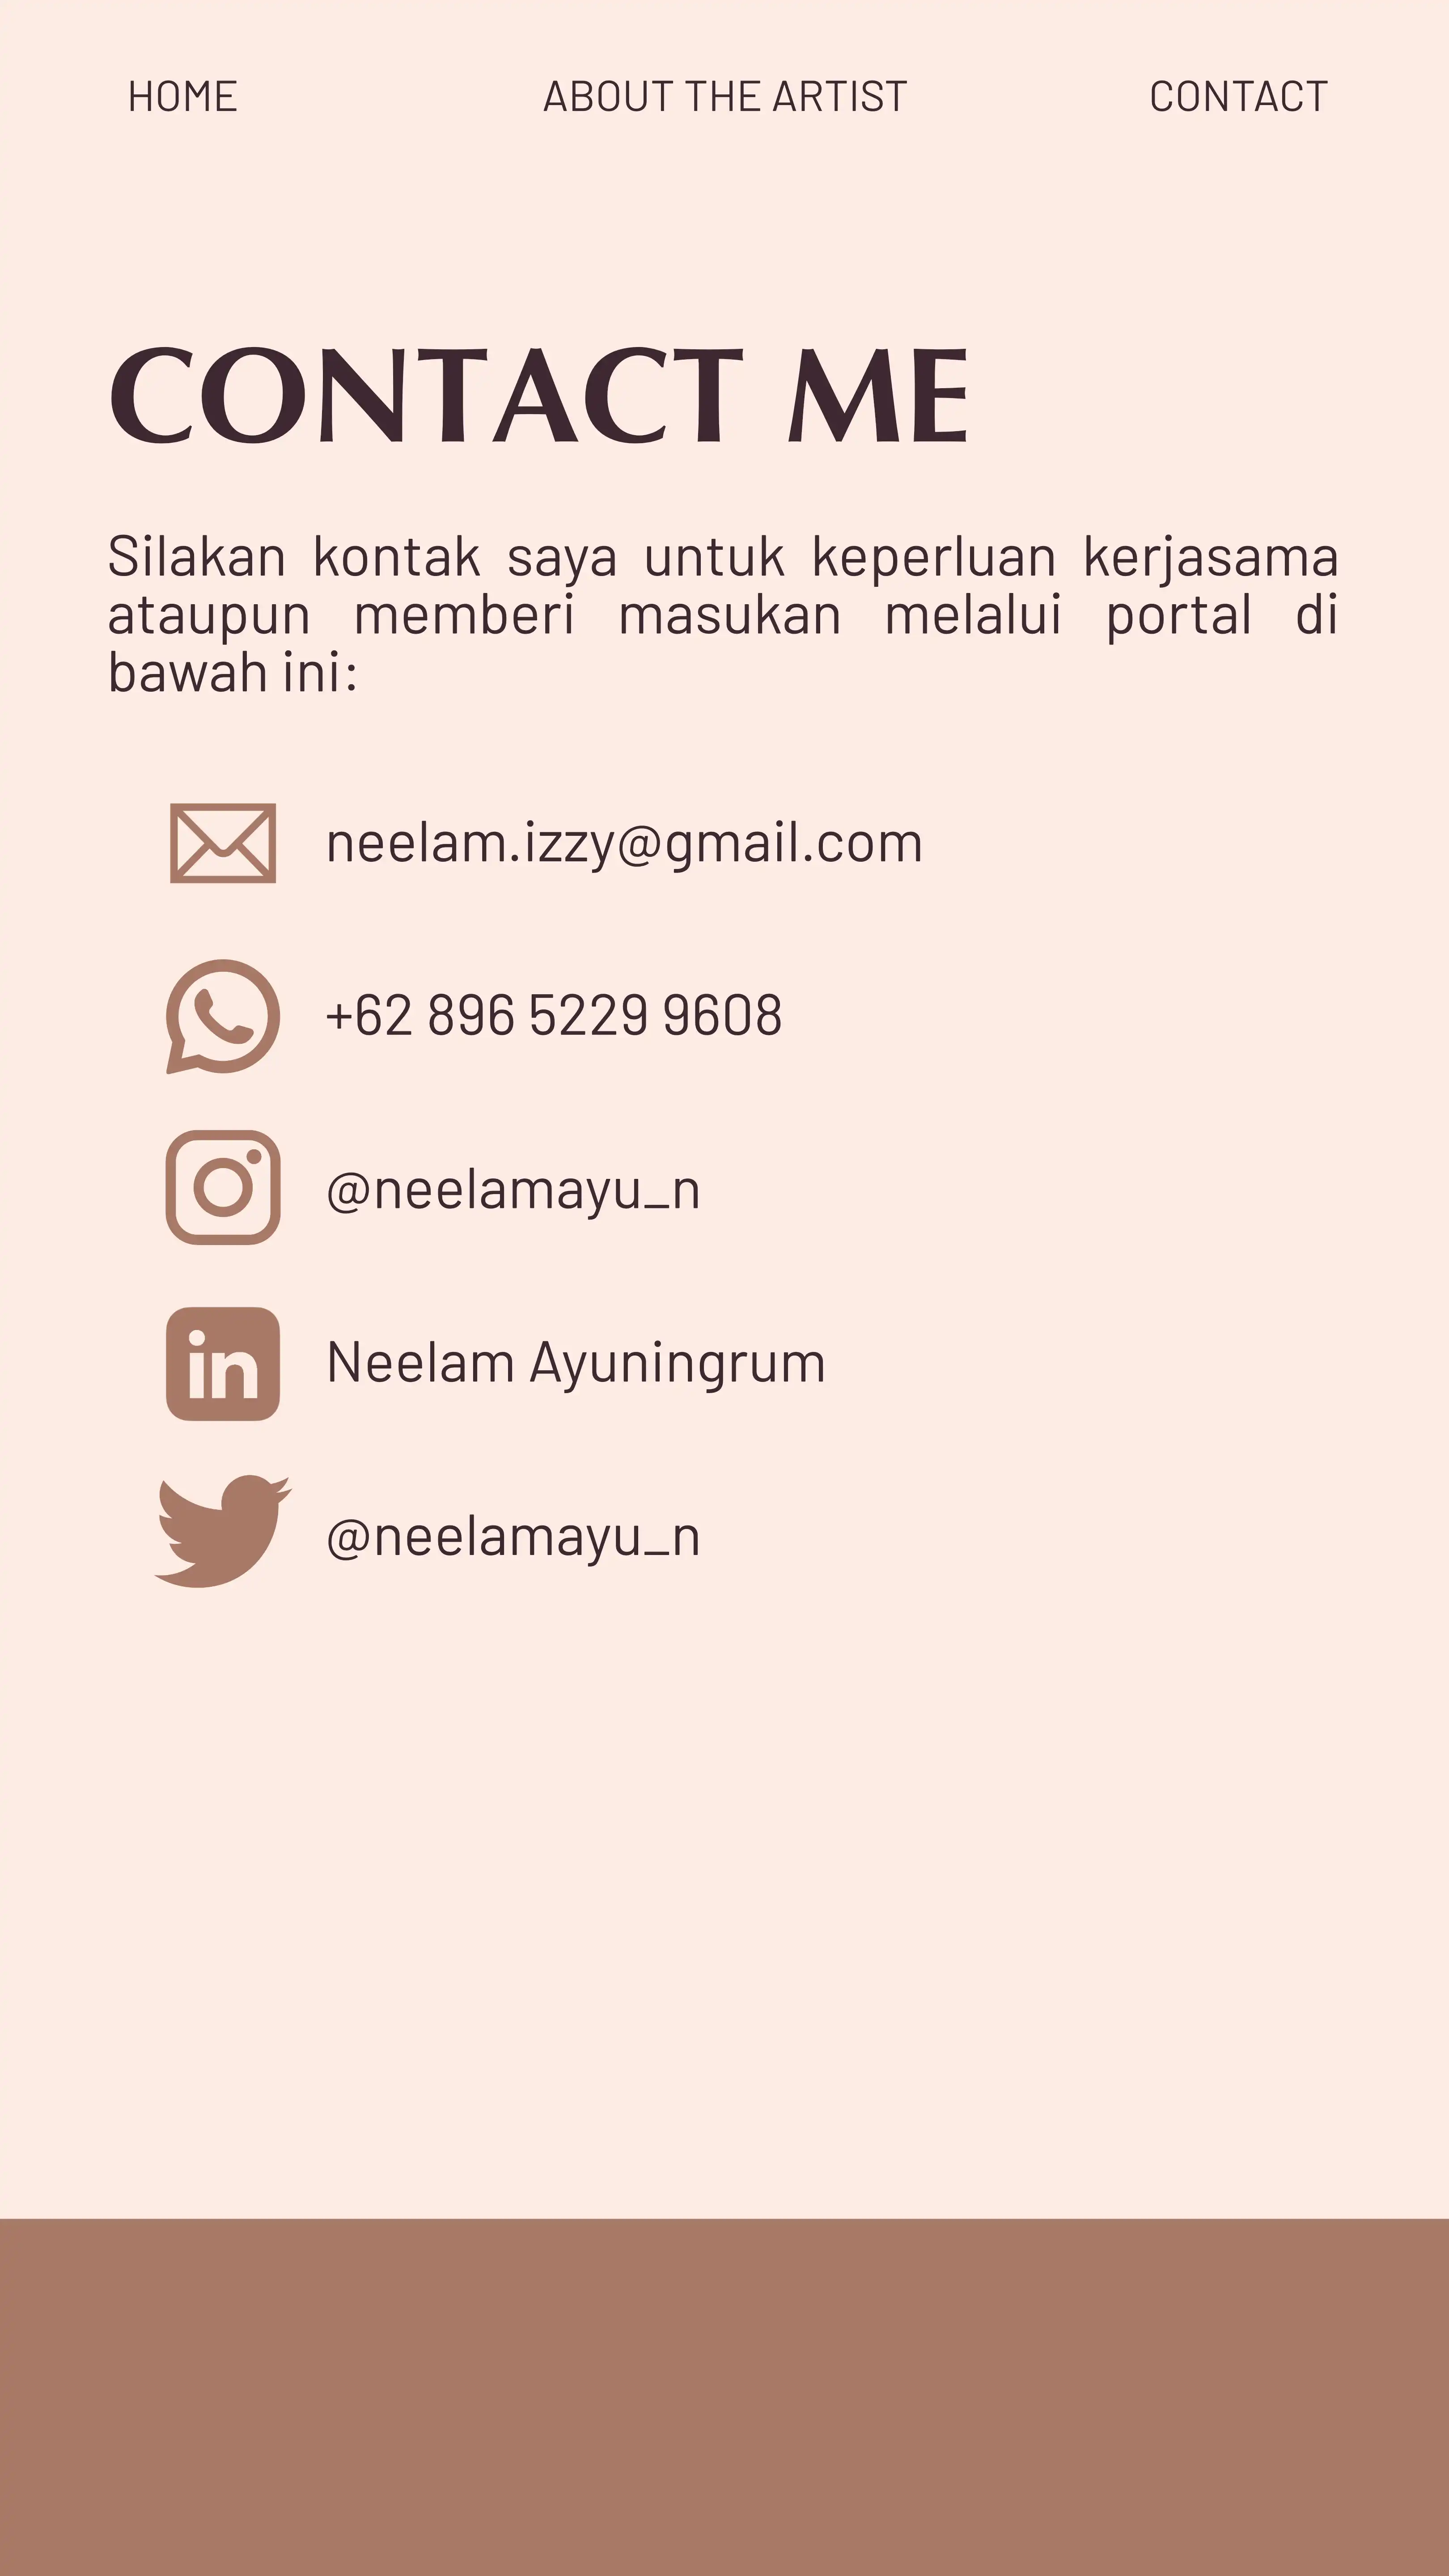 HOME
ABOUT THE ARTIST
CONTACT
CONTACT ME
Silakan kontak saya untuk keperluan kerjasama
ataupun memberi masukan melalui portal di
bawah ini:
neelam.izzy@gmail.com
+62 896 5229 9608
@neelamayu_n
in
Neelam Ayuningrum
@neelamayu_n